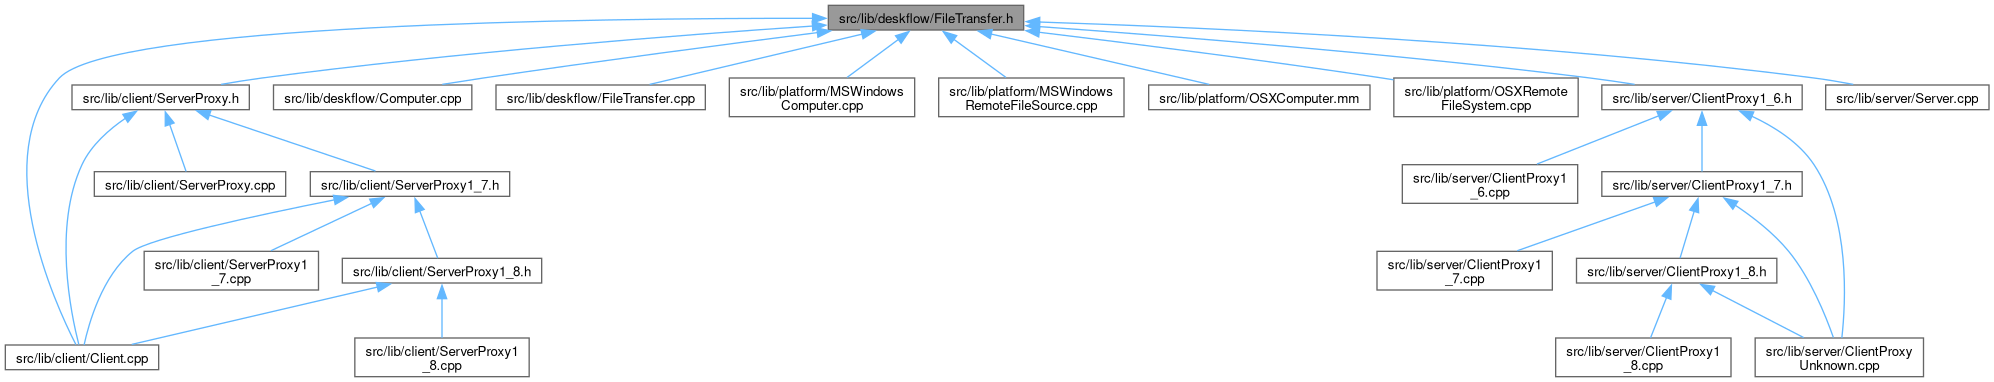 src/lib/deskflow/FileTransfer.h
src/lib/client/ServerProxy.h
src/lib/deskflow/Computer.cpp
src/lib/deskflow/FileTransfer.cpp
src/lib/platform/MSWindows
Computer.cpp
src/lib/platform/MSWindows
RemoteFileSource.cpp
src/lib/platform/OSXComputer.mm
src/lib/platform/OSXRemote
FileSystem.cpp
src/lib/server/ClientProxy1_6.h
src/lib/server/Server.cpp
src/lib/client/ServerProxy.cpp
src/lib/client/ServerProxy1_7.h
src/lib/server/ClientProxy1
_6.cpp
src/lib/server/ClientProxy1_7.h
src/lib/client/ServerProxy1
_7.cpp
src/lib/client/ServerProxy1_8.h
src/lib/server/ClientProxy1
_7.cpp
src/lib/server/ClientProxy1_8.h
src/lib/client/Client.cpp
src/lib/client/ServerProxy1
_8.cpp
src/lib/server/ClientProxy1
_8.cpp
src/lib/server/ClientProxy
Unknown.cpp